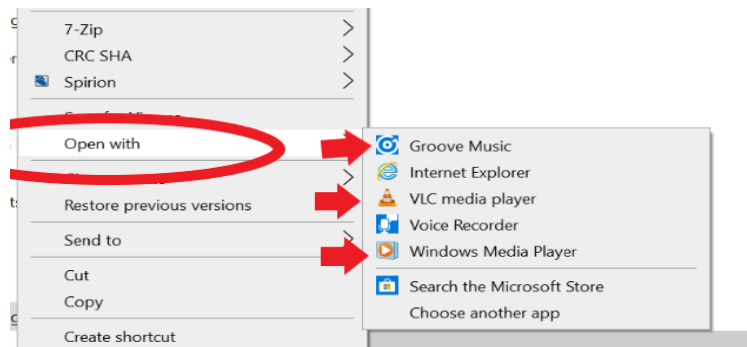 7-Zip
CRC SHA
Spirion
Open with
Restore previous versions
Send to
Cut
Copy
Create shortcut
Groove Music
Internet Explorer
VLC media player
Voice Recorder
Windows Media Player
Search the Microsoft Store
Choose another app